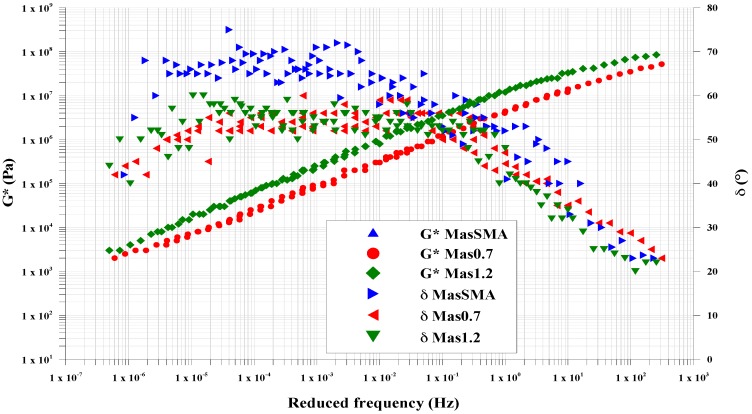 1 x 10⁹
1 x 10⁸
1 x 10⁷
1 x 10⁶
1 x 10⁵
1 x 10⁴
1 x 10³
1 x 10²
1 x 10¹
G* (Pa)
G* MasSMA
G* Mas0.7
G* Mas1.2
δ MasSMA
δ Mas0.7
δ Mas1.2
80
70
60
50
40
30
20
10
0
δ (°)
1 x 10⁻⁷ 1 x 10⁻⁶ 1 x 10⁻⁵ 1 x 10⁻⁴ 1 x 10⁻³ 1 x 10⁻² 1 x 10⁻¹ 1 x 10⁰ 1 x 10¹ 1 x 10² 1 x 10³
Reduced frequency (Hz)